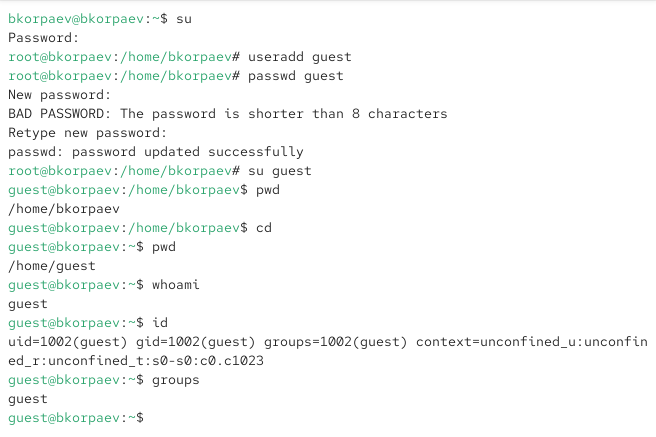 bkorpaev@bkorpaev:~$ su
Password:
root@bkorpaev:/home/bkorpaev# useradd guest
root@bkorpaev:/home/bkorpaev# passwd guest
New password:
BAD PASSWORD: The password is shorter than 8 characters
Retype new password:
passwd: password updated successfully
root@bkorpaev:/home/bkorpaev# su guest
guest@bkorpaev:/home/bkorpaev$ pwd
/home/bkorpaev
guest@bkorpaev:/home/bkorpaev$ cd
guest@bkorpaev:~$ pwd
/home/guest
guest@bkorpaev:~$ whoami
guest
guest@bkorpaev:~$ id
uid=1002(guest) gid=1002(guest) groups=1002(guest) context=unconfined_u:unconfin
ed_r:unconfined_t:s0-s0:c0.c1023
guest@bkorpaev:~$ groups
guest
guest@bkorpaev:~$